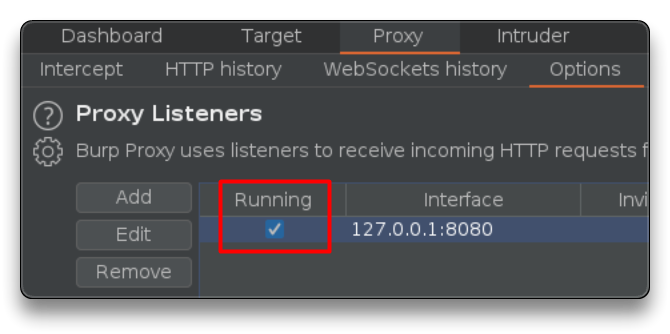 Dashboard Target Proxy Intruder
Intercept HTTP history WebSockets history Options
? Proxy Listeners
Burp Proxy uses listeners to receive incoming HTTP requests f
Add Running Interface Invi
Edit 127.0.0.1:8080
Remove